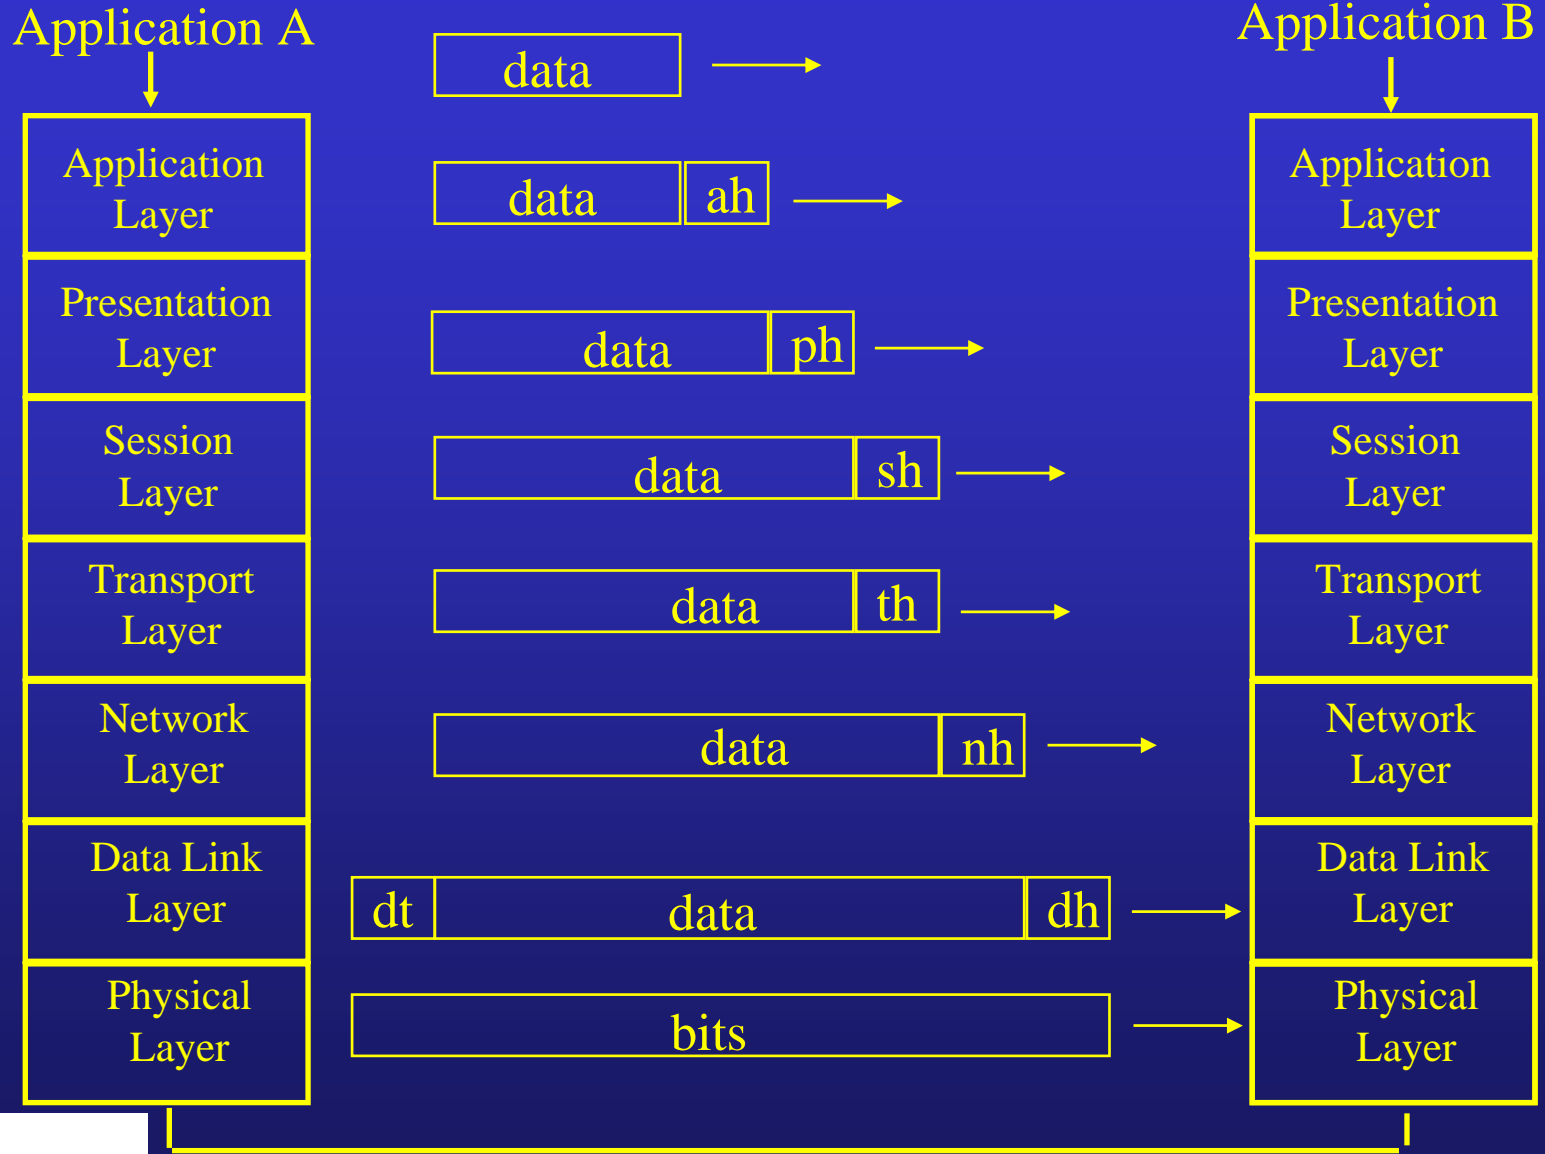 Application A
Application B
data
Application
Layer
data
ah
Application
Layer
Presentation
Layer
data
ph
Presentation
Layer
Session
Layer
data
sh
Session
Layer
Transport
Layer
data
th
Transport
Layer
Network
Layer
data
nh
Network
Layer
Data Link
Layer
dt
data
dh
Data Link
Layer
Physical
Layer
bits
Physical
Layer